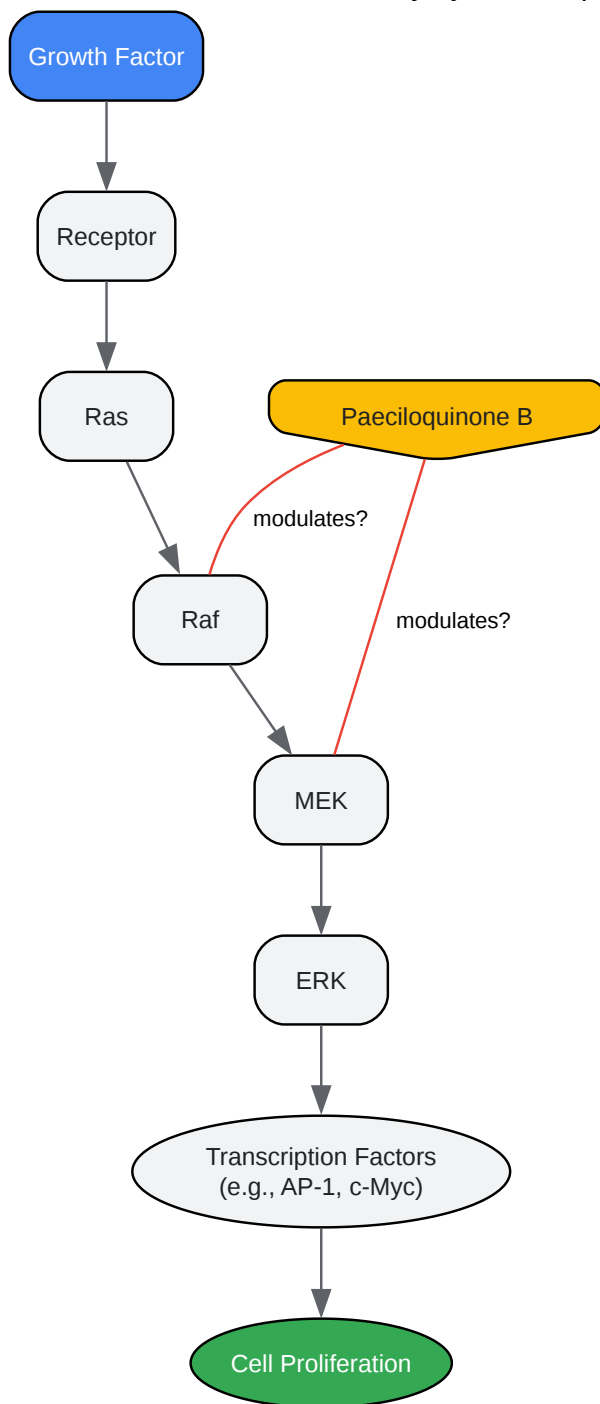 Growth Factor
Receptor
Ras
Paeciloquinone B
modulates?
Raf
modulates?
MEK
ERK
Transcription Factors
(e.g., AP-1, c-Myc)
Cell Proliferation